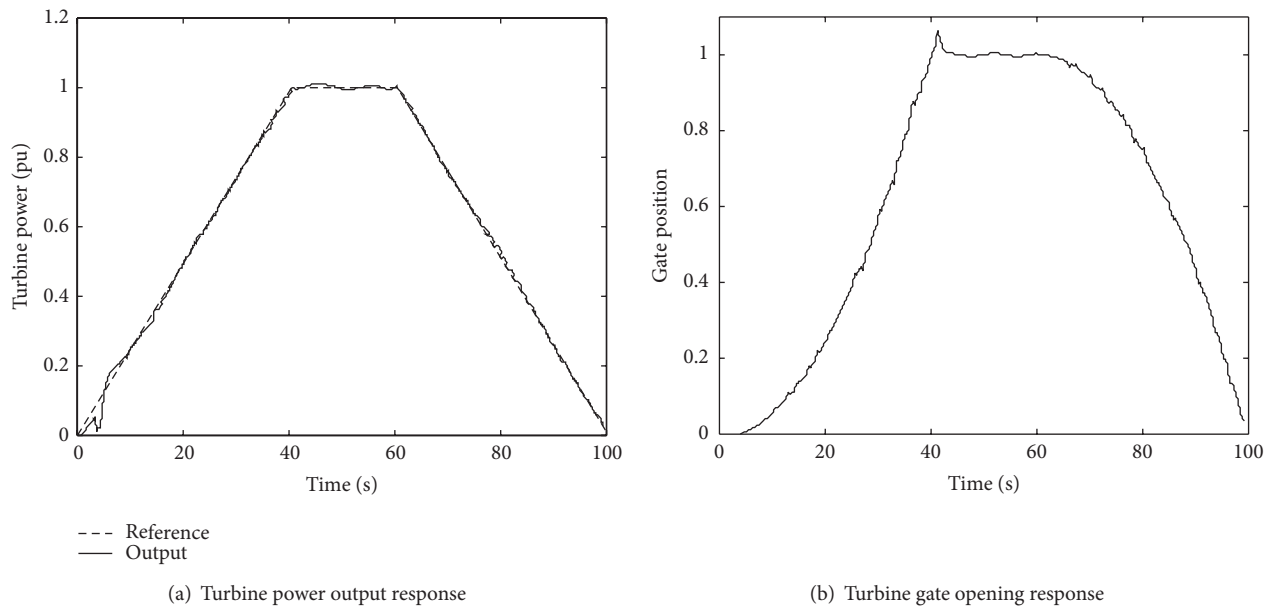 1.2
1
0.8
0.6
0.4
0.2
0
0 20 40 60 80 100
Turbine power (pu)
Time (s)
Reference
Output
(a) Turbine power output response
1
0.8
0.6
0.4
0.2
0
20 40 60 80 100
Gate position
Time (s)
(b) Turbine gate opening response